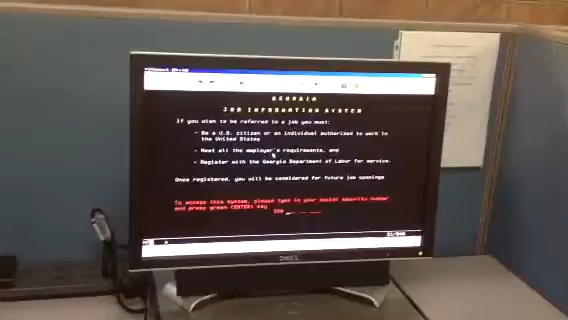 GEORGIA
JOB INFORMATION SYSTEM
If you wish to be referred to a job you must:
- Be a U.S. citizen or an individual authorized to work in
the United States
- Meet all the employer's requirements, and
- Register with the Georgia Department of Labor for service.
Once registered, you will be considered for future job openings
To access this system, please type in your social security number
and press green (ENTER) key
SSN
DELL